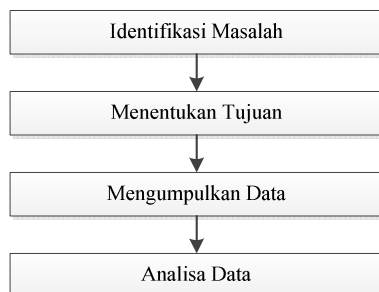 Identifikasi Masalah
Menentukan Tujuan
Mengumpulkan Data
Analisa Data